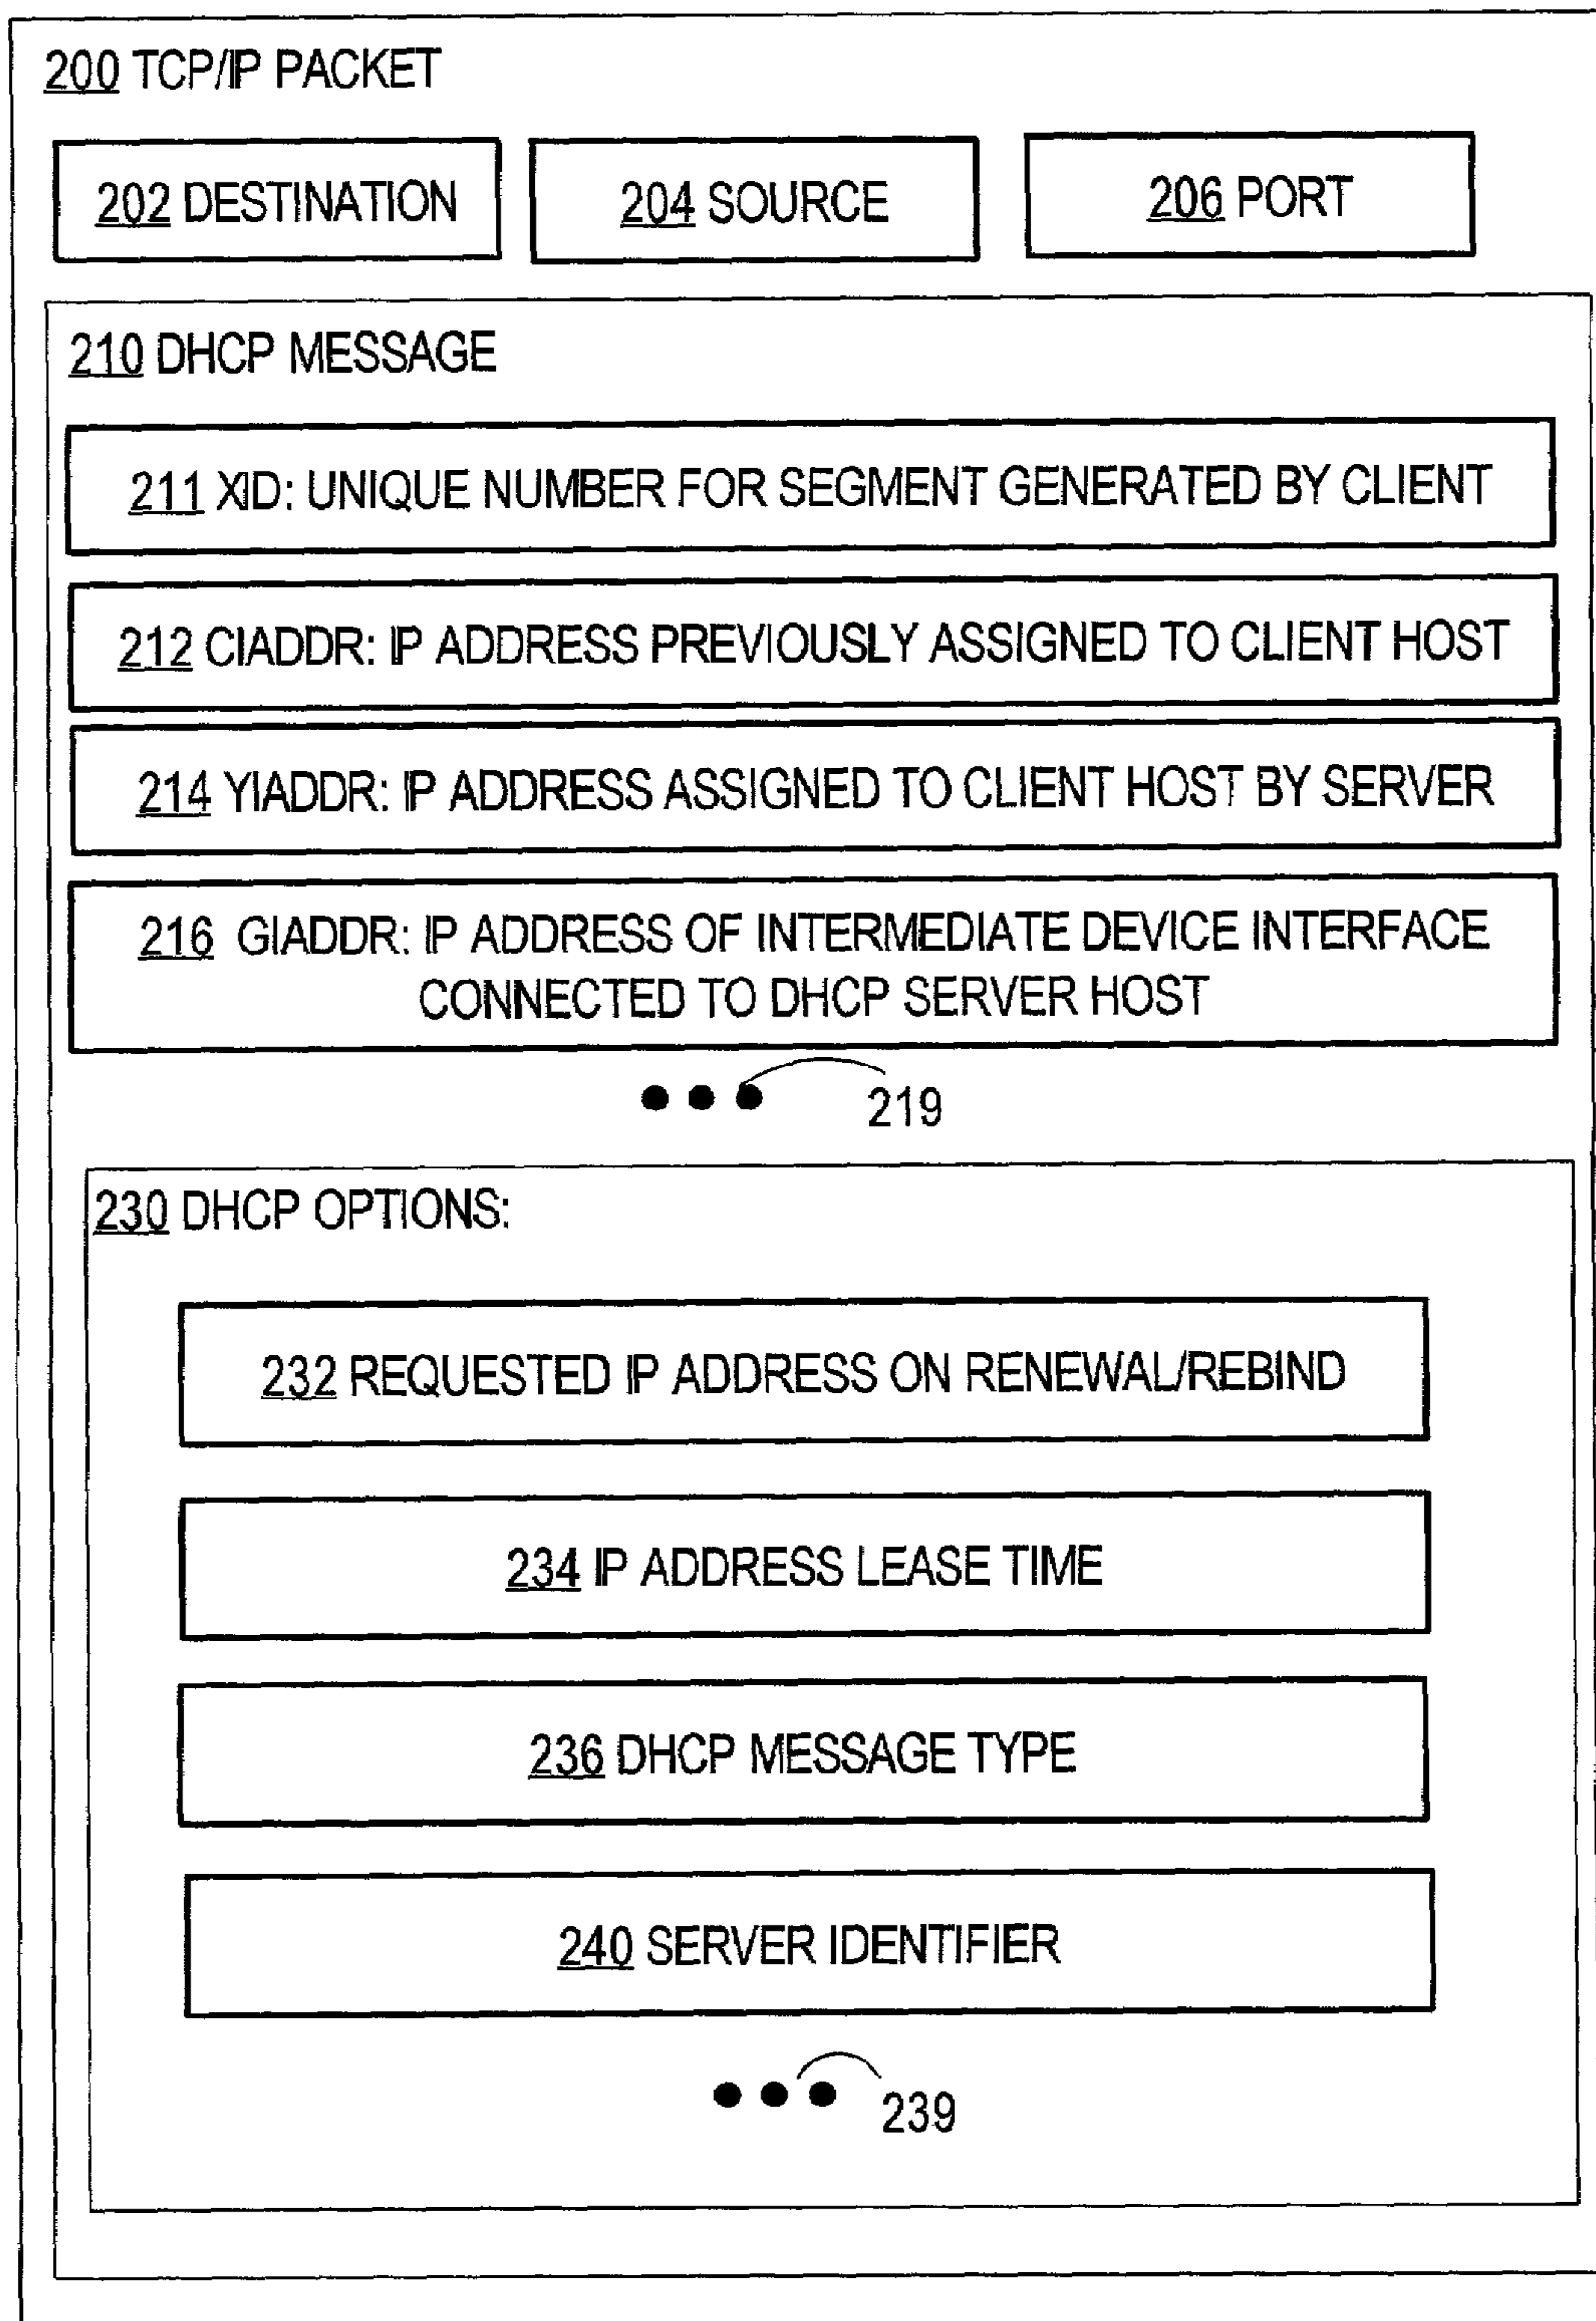 200 TCP/IP PACKET
202 DESTINATION
204 SOURCE
206 PORT
210 DHCP MESSAGE
211 XID: UNIQUE NUMBER FOR SEGMENT GENERATED BY CLIENT
212 CIADDR: IP ADDRESS PREVIOUSLY ASSIGNED TO CLIENT HOST
214 YIADDR: IP ADDRESS ASSIGNED TO CLIENT HOST BY SERVER
216 GIADDR: IP ADDRESS OF INTERMEDIATE DEVICE INTERFACE
CONNECTED TO DHCP SERVER HOST
219
230 DHCP OPTIONS:
232 REQUESTED IP ADDRESS ON RENEWAL/REBIND
234 IP ADDRESS LEASE TIME
236 DHCP MESSAGE TYPE
240 SERVER IDENTIFIER
239